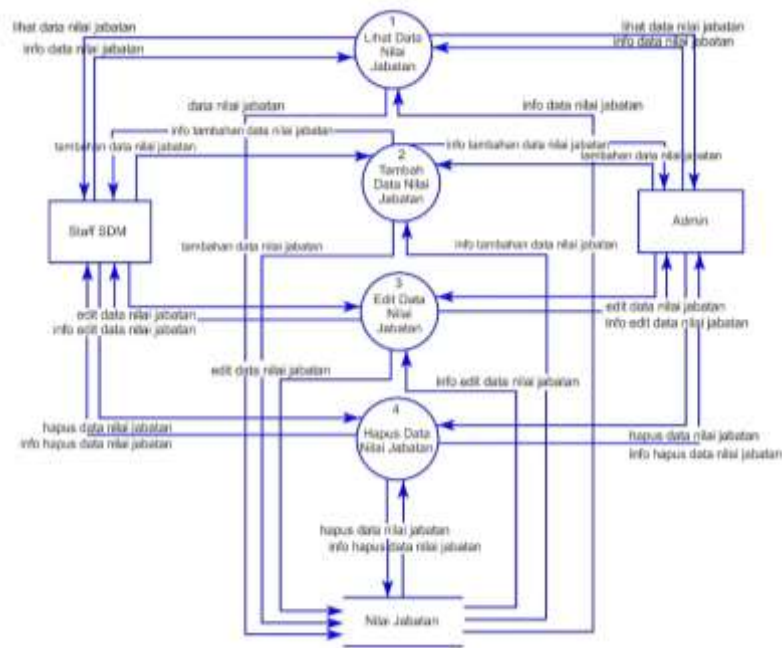 1
Lihat Data
Nilai
Jabatan
lihat data nilai jabatan
info data nilai jabatan
lihat data nilai jabatan
info data nilai jabatan
data nilai jabatan
info data nilai jabatan
info tambahan data nilai jabatan
tambahan data nilai jabatan
info tambahan data nilai jabatan
tambahan data nilai jabatan
2
Tambah
Data Nilai
Jabatan
Staff SDM
Admin
tambahan data nilai jabatan
info tambahan data nilai jabatan
3
Edit Data
Nilai
Jabatan
edit data nilai jabatan
info edit data nilai jabatan
edit data nilai jabatan
info edit data nilai jabatan
edit data nilai jabatan
info edit data nilai jabatan
4
Hapus Data
Nilai Jabatan
hapus data nilai jabatan
info hapus data nilai jabatan
hapus data nilai jabatan
info hapus data nilai jabatan
hapus data nilai jabatan
info hapus data nilai jabatan
Nilai Jabatan